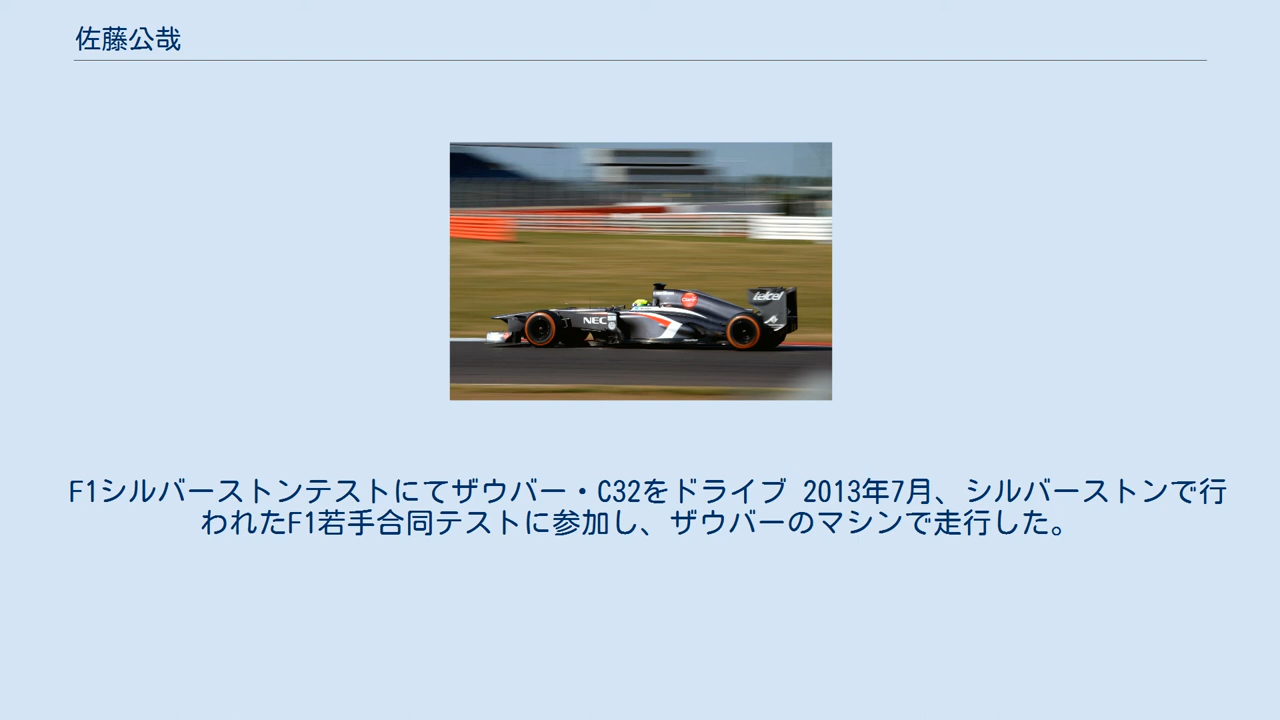 佐藤公哉
telcel
Claro
NEC
F1シルバーストンテストにてザウバー・C32をドライブ 2013年7月、シルバーストンで行
われたF1若手合同テストに参加し、ザウバーのマシンで走行した。